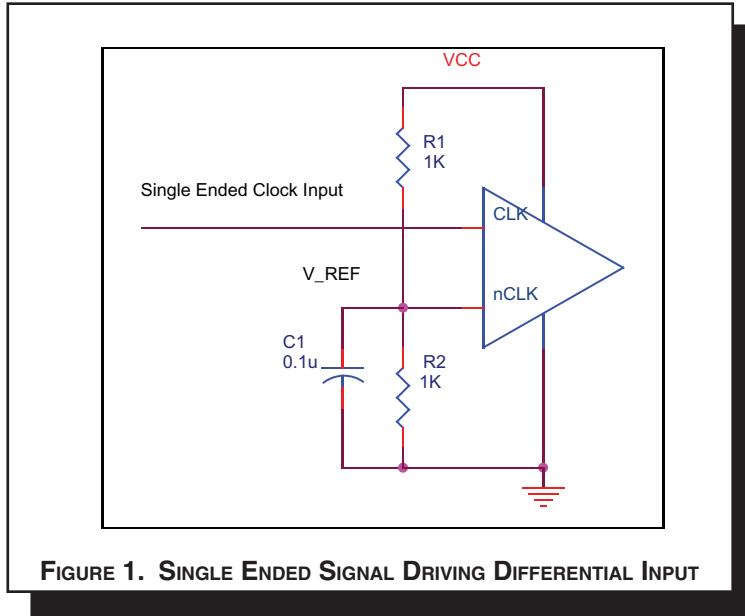 VCC
R1
1K
Single Ended Clock Input
CLK
V_REF
nCLK
C1
0.1u
R2
1K
FIGURE 1. SINGLE ENDED SIGNAL DRIVING DIFFERENTIAL INPUT